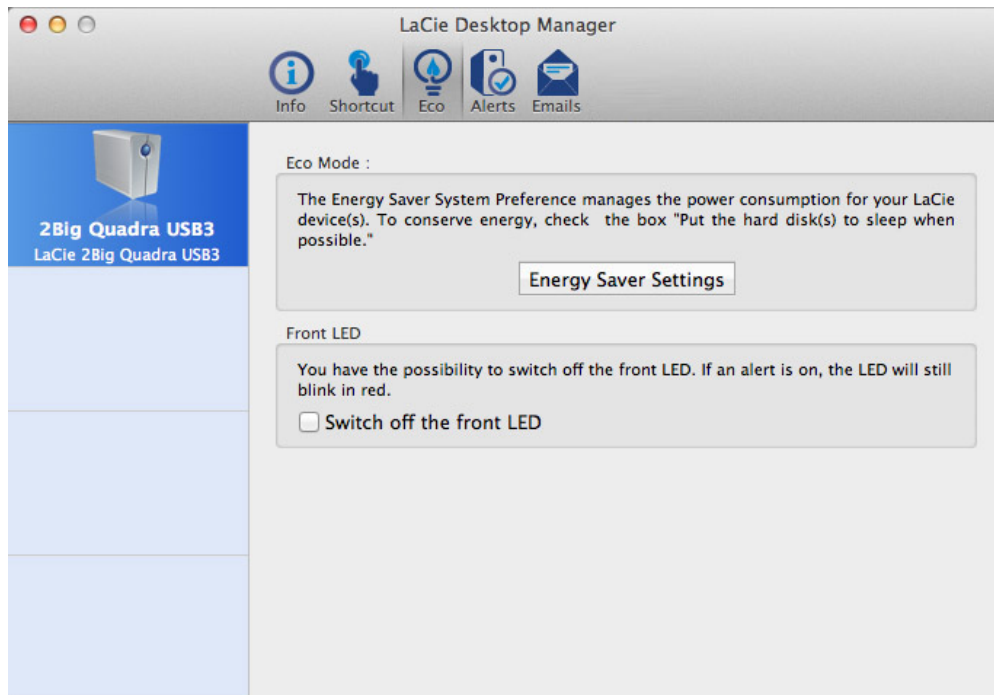 LaCie Desktop Manager
Info
Shortcut
Eco
Alerts
Emails
2Big Quadra USB3
LaCie 2Big Quadra USB3
Eco Mode :
The Energy Saver System Preference manages the power consumption for your LaCie
device(s). To conserve energy, check the box "Put the hard disk(s) to sleep when
possible."
Energy Saver Settings
Front LED
You have the possibility to switch off the front LED. If an alert is on, the LED will still
blink in red.
Switch off the front LED